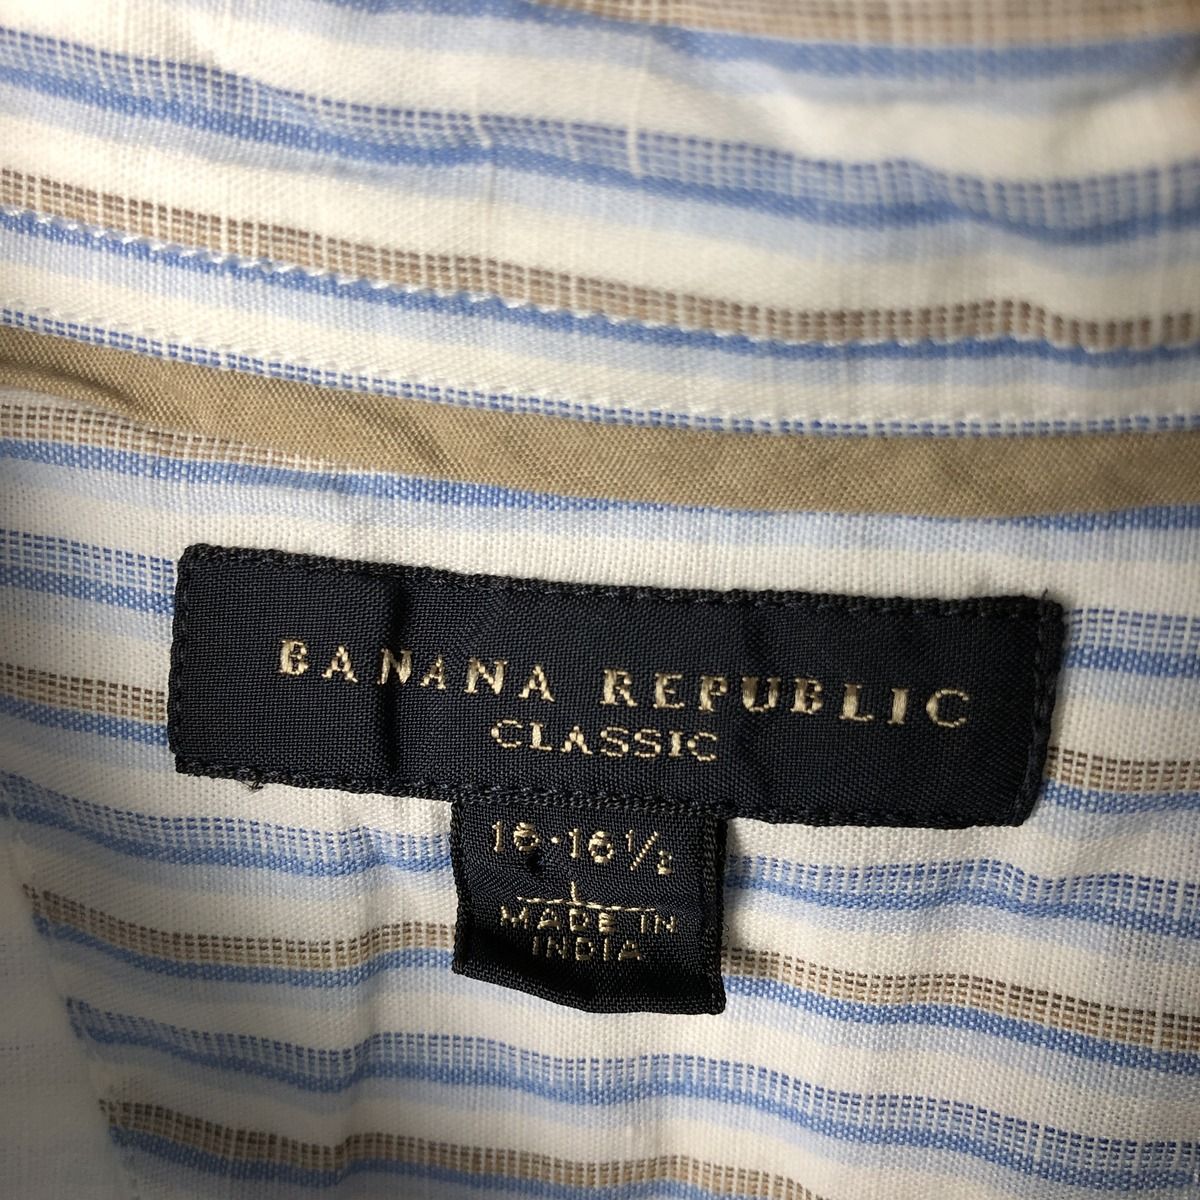 BANANA REPUBLIC
CLASSIC
16·16½
L
MADE IN
INDIA